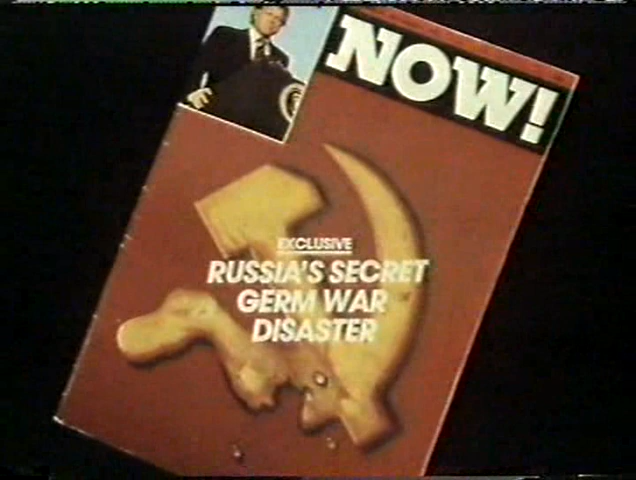 NOW!
EXCLUSIVE
RUSSIA'S SECRET
GERM WAR
DISASTER